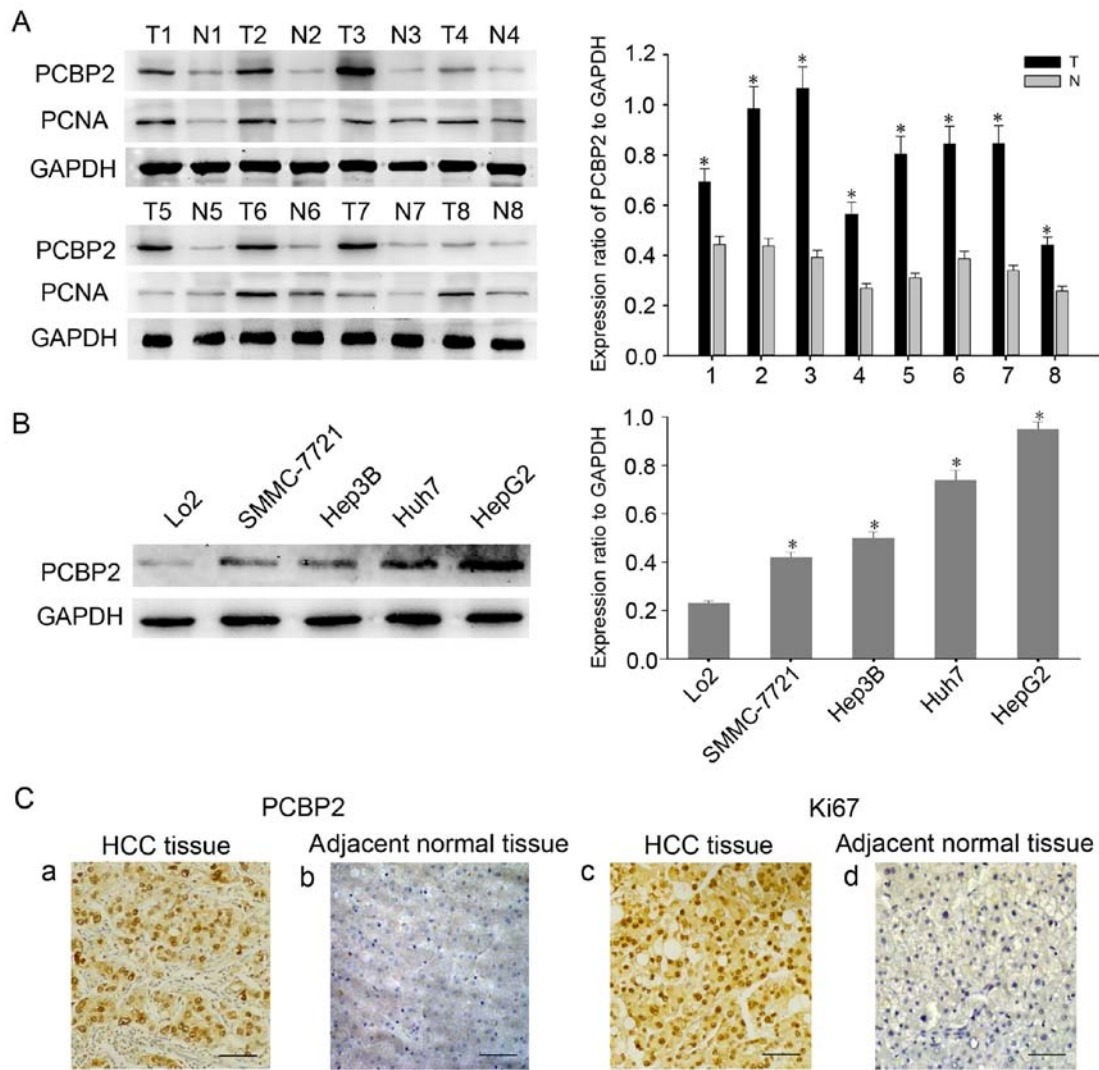 A
T1 N1 T2 N2 T3 N3 T4 N4
PCBP2
PCNA
GAPDH
T5 N5 T6 N6 T7 N7 T8 N8
PCBP2
PCNA
GAPDH
Expression ratio of PCBP2 to GAPDH
1.2
1.0
0.8
0.6
0.4
0.2
0.0
* * * * * * * *
T
N
1 2 3 4 5 6 7 8
B
Lo2 SMMC-7721 Hep3B Huh7 HepG2
PCBP2
GAPDH
Expression ratio to GAPDH
1.0
0.8
0.6
0.4
0.2
0.0
* * * *
Lo2 SMMC-7721 Hep3B Huh7 HepG2
C
PCBP2
Ki67
HCC tissue
Adjacent normal tissue
HCC tissue
Adjacent normal tissue
a
b
c
d